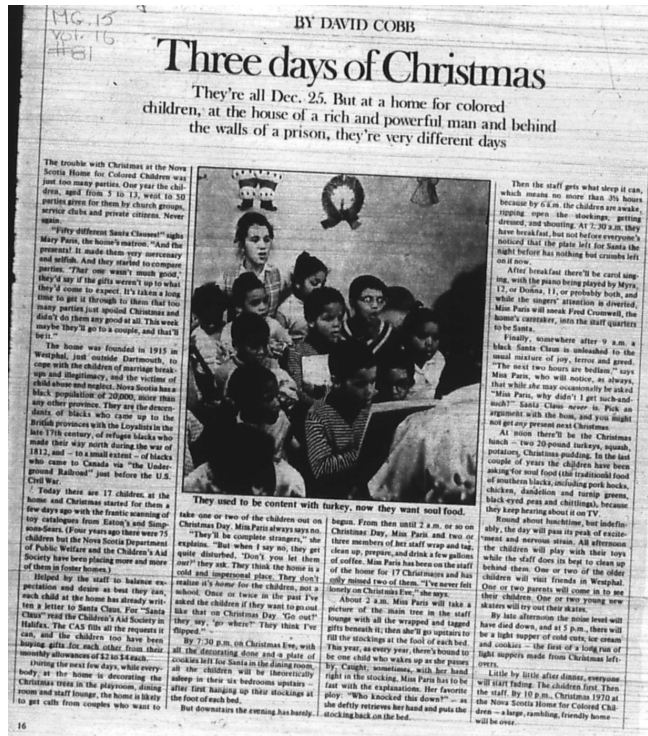 MG.15
Vol. 16
#81
BY DAVID COBB
Three days of Christmas
They're all Dec. 25. But at a home for colored
children, at the house of a rich and powerful man and behind
the walls of a prison, they're very different days
The trouble with Christmas at the Nova
Scotia Home for Colored Children was
just too many parties. One year the chil-
dren, aged from 5 to 13, went to 50
parties given for them by church groups,
service clubs and private citizens. Never
again.
"Fifty different Santa Clauses!" sighs
Mary Paris, the home's matron. "And the
presents! It made them very mercenary
and selfish. And they started to compare
parties. 'That one wasn't much good,'
they'd say if the gifts weren't up to what
they'd come to expect. It's taken a long
time to get it through to them that too
many parties just spoiled Christmas and
didn't do them any good at all. This week
maybe they'll go to a couple, and that'll
be it."
The home was founded in 1915 in
Westphal, just outside Dartmouth, to
cope with the children of marriage break-
ups and illegitimacy, and the victims of
child abuse and neglect. Nova Scotia has a
black population of 20,000, more than
any other province. They are the descen-
dants of blacks who came up to the
British provinces with the Loyalists in the
late 17th century, of refugee blacks who
made their way north during the war of
1812, and — to a small extent — of blacks
who came to Canada via "the Under-
ground Railroad" just before the U.S.
Civil War.
Today there are 17 children at the
home and Christmas started for them a
few days ago with the frantic scanning of
toy catalogues from Eaton's and Simp-
sons-Sears. (Four years ago there were 75
children but the Nova Scotia Department
of Public Welfare and the Children's Aid
Society have been placing more and more
of them in foster homes.)
Helped by the staff to balance ex-
pectation and desire as best they can,
each child at the home has already writ-
ten a letter to Santa Claus. For "Santa
Claus" read the Children's Aid Society in
Halifax. The CAS fills all the requests it
can, and the children too have been
buying gifts for each other from their
monthly allowances of $2 to $4 each.
During the next few days, while every-
body at the home is decorating the
Christmas trees in the playroom, dining
room and staff lounge, the home is likely
to get calls from couples who want to
They used to be content with turkey, now they want soul food.
take one or two of the children out on
Christmas Day. Miss Paris always says no.
"They'll be complete strangers," she
explains. "But when I say no, they get
quite disturbed. 'Don't you let them
out?' they ask. They think the home is a
cold and impersonal place. They don't
realize it's home for the children, not a
school. Once or twice in the past I've
asked the children if they want to go out
like that on Christmas Day. 'Go out?'
they say, 'go where?' They think I've
flipped."
By 7:30 p.m. on Christmas Eve, with
all the decorating done and a plate of
cookies left for Santa in the dining room,
all the children will be theoretically
asleep in their six bedrooms upstairs —
after first hanging up their stockings at
the foot of each bed.
But downstairs the evening has barely
begun. From then until 2 a.m. or so on
Christmas Day, Miss Paris and two or
three members of her staff wrap and tag,
clean up, prepare, and drink a few gallons
of coffee. Miss Paris has been on the staff
of the home for 17 Christmases and has
only missed two of them. "I've never felt
lonely on Christmas Eve," she says.
About 2 a.m. Miss Paris will take a
picture of the main tree in the staff
lounge with all the wrapped and tagged
gifts beneath it; then she'll go upstairs to
fill the stockings at the foot of each bed.
This year, as every year, there's bound to
be one child who wakes up as she passes
by. Caught, sometimes, with her hand
right in the stocking, Miss Paris has to be
fast with the explanations. Her favorite
ploy: "Who knocked this down?" — as
she deftly retrieves her hand and puts the
stocking back on the bed.
Then the staff gets what sleep it can,
which means no more than 3½ hours
because by 6 a.m. the children are awake,
ripping open the stockings, getting
dressed, and shouting. At 7:30 a.m. they
have breakfast, but not before everyone's
noticed that the plate left for Santa the
night before has nothing but crumbs left
on it now.
After breakfast there'll be carol sing-
ing, with the piano being played by Myra,
12, or Donna, 11, or probably both, and
while the singers' attention is diverted,
Miss Paris will sneak Fred Cromwell, the
home's caretaker, into the staff quarters
to be Santa.
Finally, somewhere after 9 a.m. a
black Santa Claus is unleashed to the
usual mixture of joy, terror and greed.
"The next two hours are bedlam," says
Miss Paris, who will notice, as always,
that while she may occasionally be asked
"Miss Paris, why didn't I get such-and-
such?" Santa Claus never is. Pick an
argument with the boss, and you might
not get any present next Christmas.
At noon there'll be the Christmas
lunch — two 20-pound turkeys, squash,
potatoes, Christmas pudding. In the last
couple of years the children have been
asking for soul food (the traditional food
of southern blacks, including pork hocks,
chicken, dandelion and turnip greens,
black-eyed peas and chittlings), because
they keep hearing about it on TV.
Round about lunchtime, but indefin-
ably, the day will pass its peak of excite-
ment and nervous strain. All afternoon
the children will play with their toys
while the staff does its best to clean up
behind them. One or two of the older
children will visit friends in Westphal.
One or two parents will come in to see
their children. One or two young new
skaters will try out their skates.
By late afternoon the noise level will
have died down, and at 5 p.m., there will
be a light supper of cold cuts, ice cream
and cookies — the first of a long run of
light suppers made from Christmas left-
overs.
Little by little after dinner, everyone
will start fading. The children first. Then
the staff. By 10 p.m., Christmas 1970 at
the Nova Scotia Home for Colored Chil-
dren — a large, rambling, friendly home —
will be over.
16